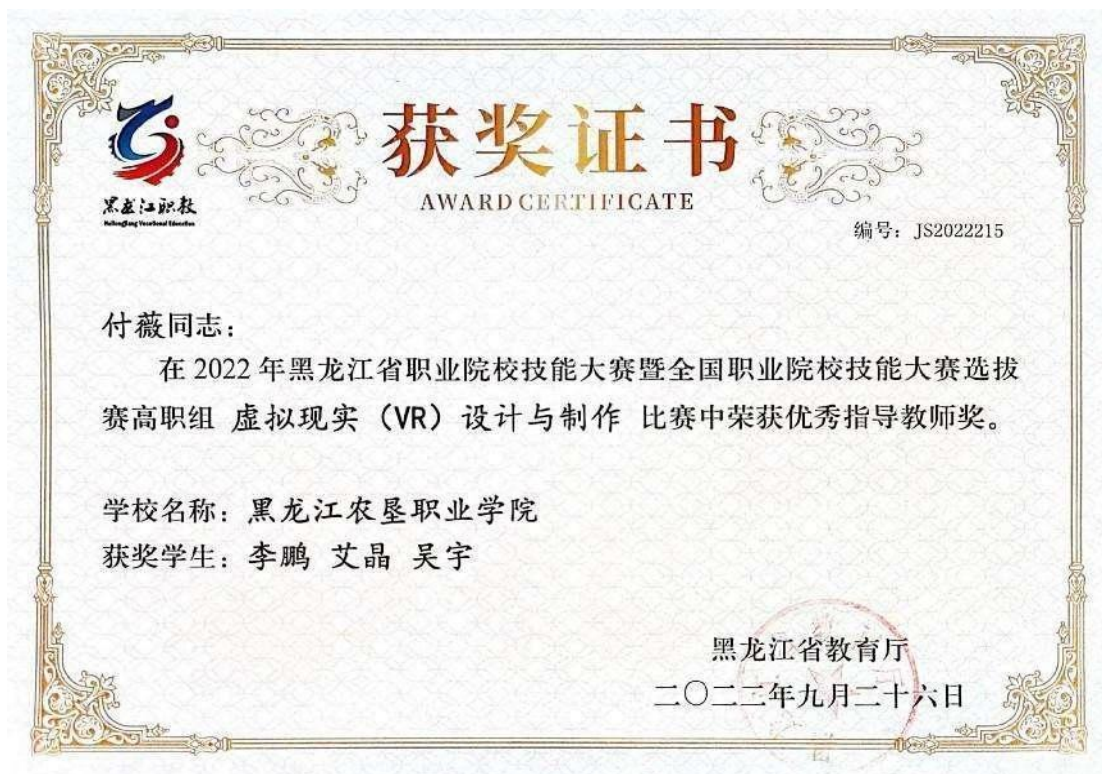 获奖证书
AWARD CERTIFICATE
黑龙江职教
Heilongjiang Vocational Education
编号：JS2022215
付薇同志：
在 2022 年黑龙江省职业院校技能大赛暨全国职业院校技能大赛选拔
赛高职组 虚拟现实（VR）设计与制作 比赛中荣获优秀指导教师奖。
学校名称：黑龙江农垦职业学院
获奖学生：李鹏 艾晶 吴宇
黑龙江省教育厅
二〇二二年九月二十六日